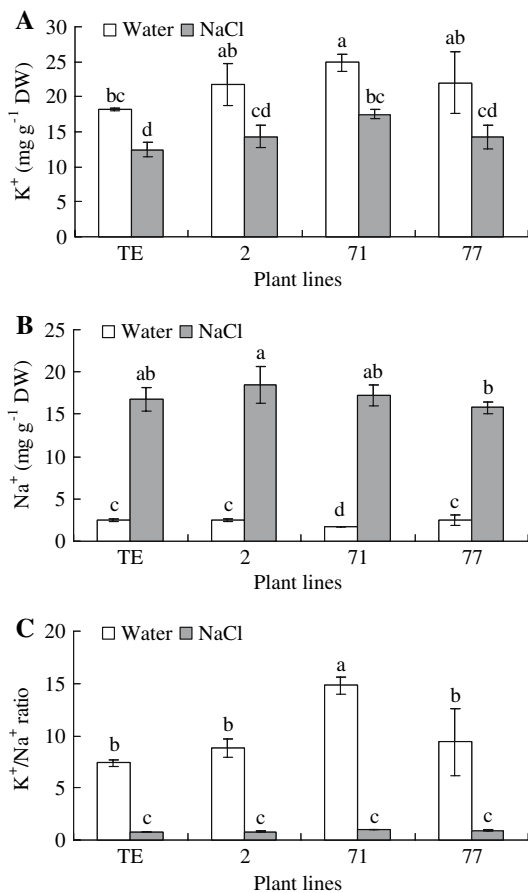 A
Water NaCl
K⁺ (mg g⁻¹ DW)
30
25
20
15
10
5
0
bc
d
ab
cd
a
bc
ab
cd
TE 2 71 77
Plant lines
B
Water NaCl
Na⁺ (mg g⁻¹ DW)
25
20
15
10
5
0
c
ab
c
a
d
ab
c
b
TE 2 71 77
Plant lines
C
Water NaCl
K⁺/Na⁺ ratio
20
15
10
5
0
b
c
b
c
a
c
b
c
TE 2 71 77
Plant lines